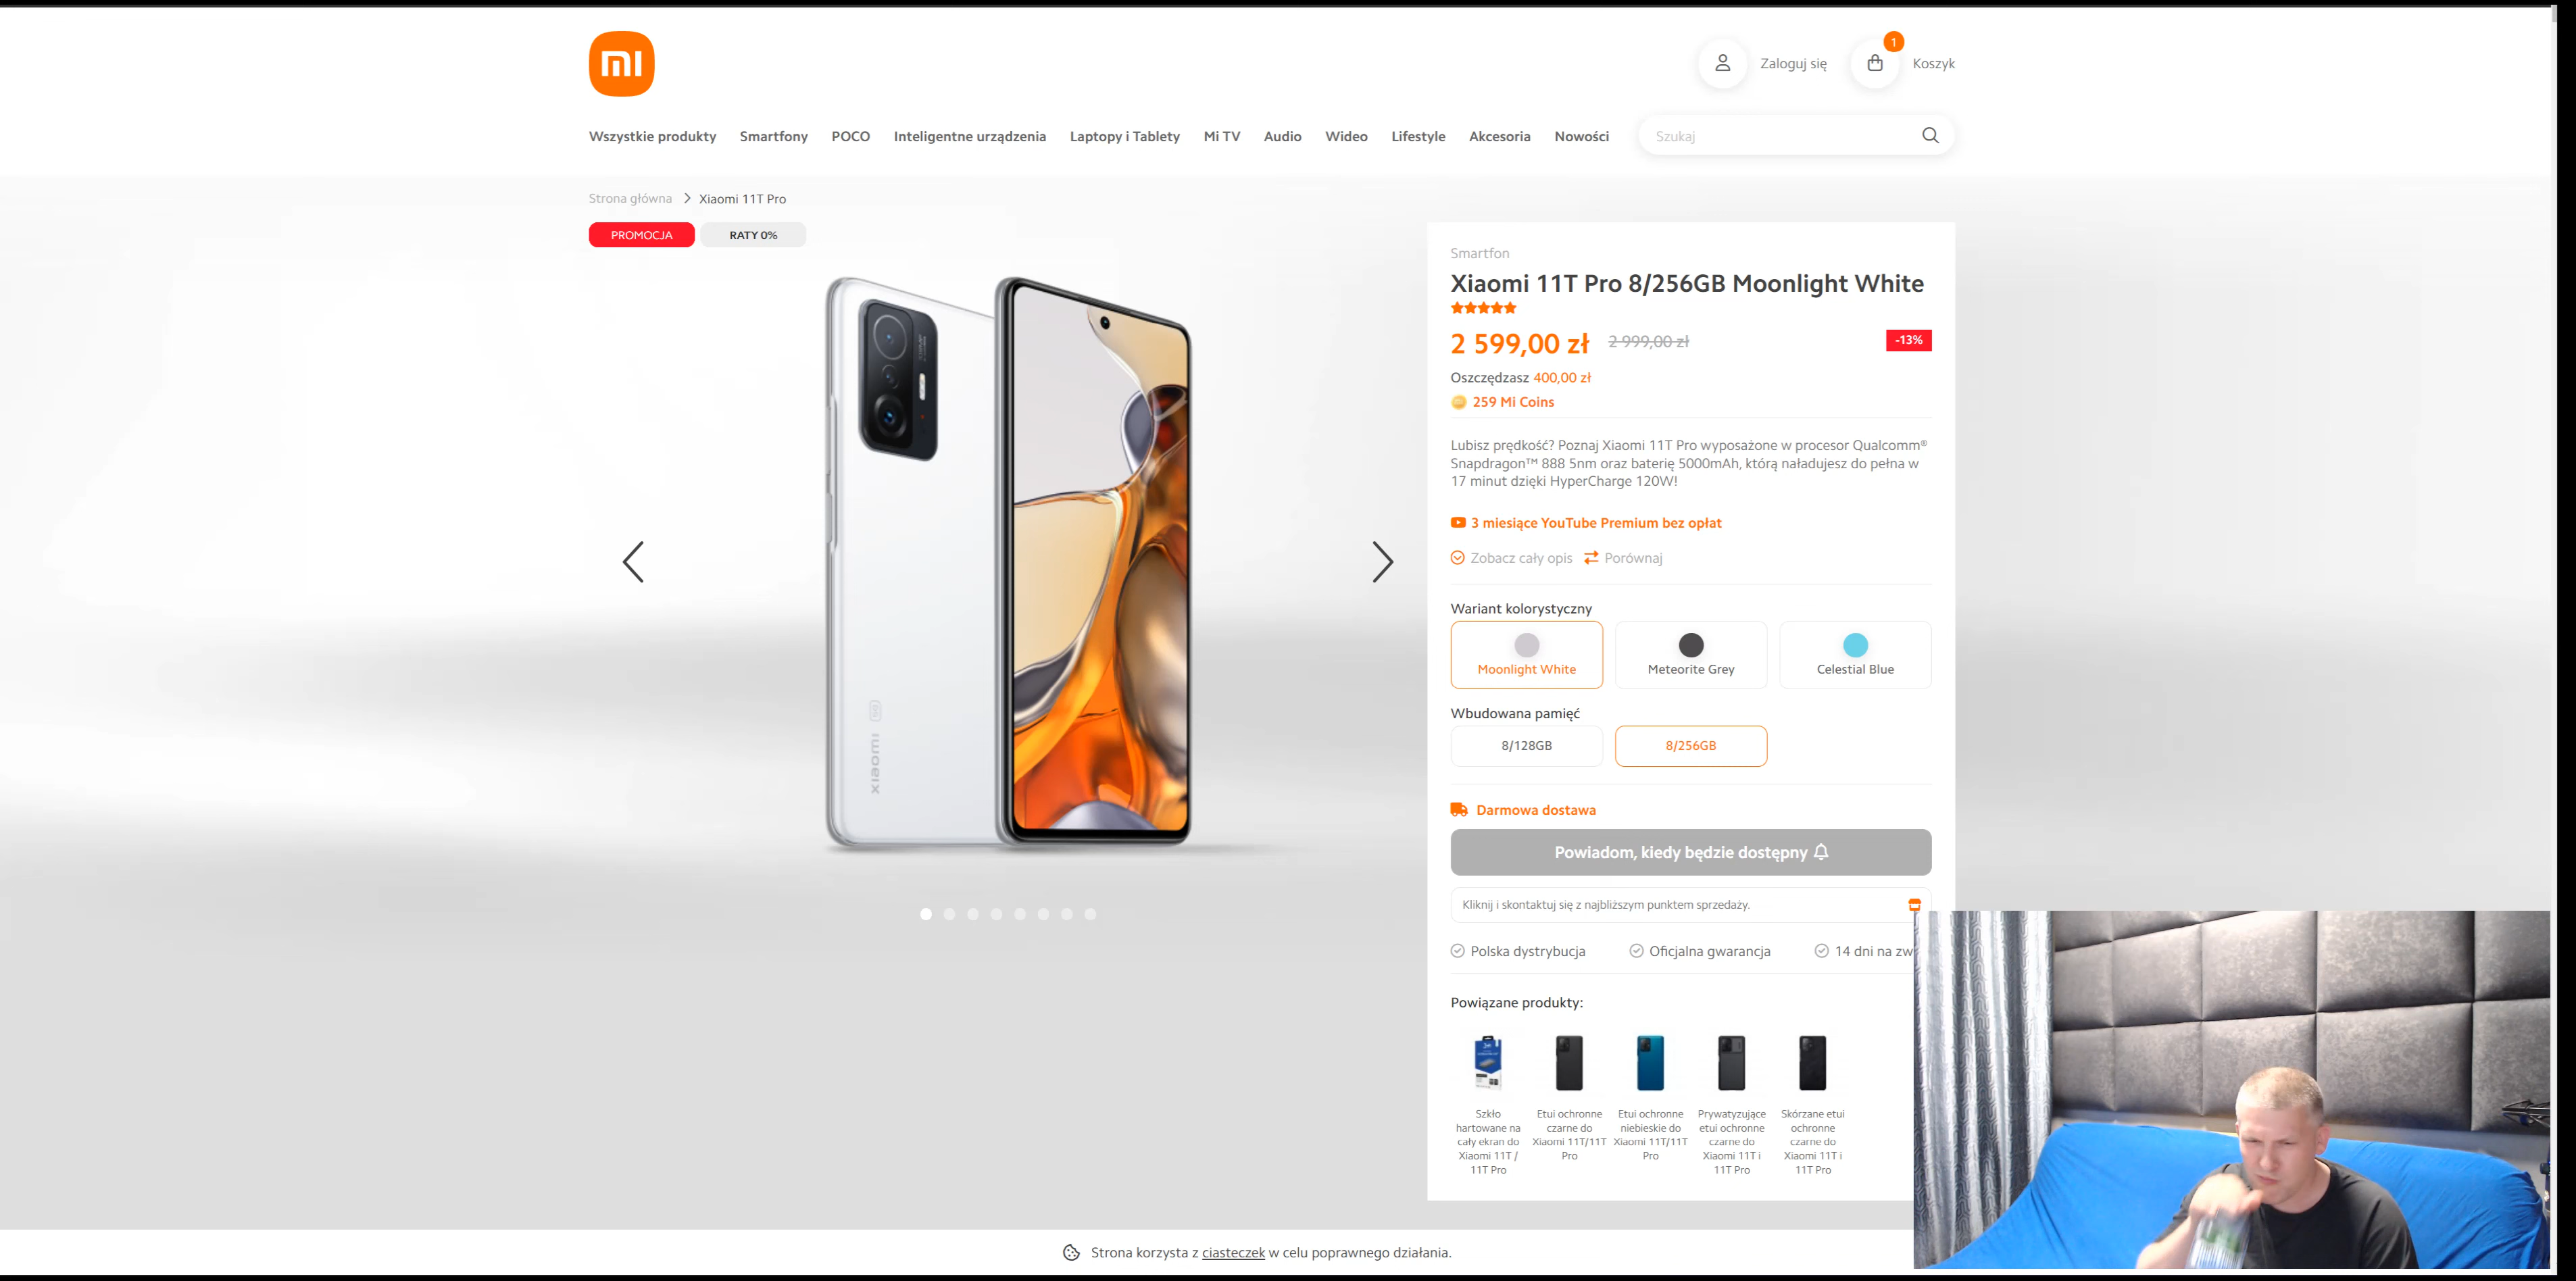 mi
Zaloguj się
1
Koszyk
Wszystkie produkty
Smartfony
POCO
Inteligentne urządzenia
Laptopy i Tablety
Mi TV
Audio
Wideo
Lifestyle
Akcesoria
Nowości
Szukaj
Strona główna
Xiaomi 11T Pro
PROMOCJA
RATY 0%
xiaomi
5G
Smartfon
Xiaomi 11T Pro 8/256GB Moonlight White
2 599,00 zł
2 999,00 zł
-13%
Oszczędzasz 400,00 zł
259 Mi Coins
Lubisz prędkość? Poznaj Xiaomi 11T Pro wyposażone w procesor Qualcomm®
Snapdragon™ 888 5nm oraz baterię 5000mAh, którą naładujesz do pełna w
17 minut dzięki HyperCharge 120W!
3 miesiące YouTube Premium bez opłat
Zobacz cały opis
Porównaj
Wariant kolorystyczny
Moonlight White
Meteorite Grey
Celestial Blue
Wbudowana pamięć
8/128GB
8/256GB
Darmowa dostawa
Powiadom, kiedy będzie dostępny
Kliknij i skontaktuj się z najbliższym punktem sprzedaży.
Polska dystrybucja
Oficjalna gwarancja
14 dni na zw
Powiązane produkty:
Szkło
hartowane na
cały ekran do
Xiaomi 11T /
11T Pro
Etui ochronne
czarne do
Xiaomi 11T/11T
Pro
Etui ochronne
niebieskie do
Xiaomi 11T/11T
Pro
Prywatyzujące
etui ochronne
czarne do
Xiaomi 11T i
11T Pro
Skórzane etui
ochronne
czarne do
Xiaomi 11T i
11T Pro
Strona korzysta z ciasteczek w celu poprawnego działania.